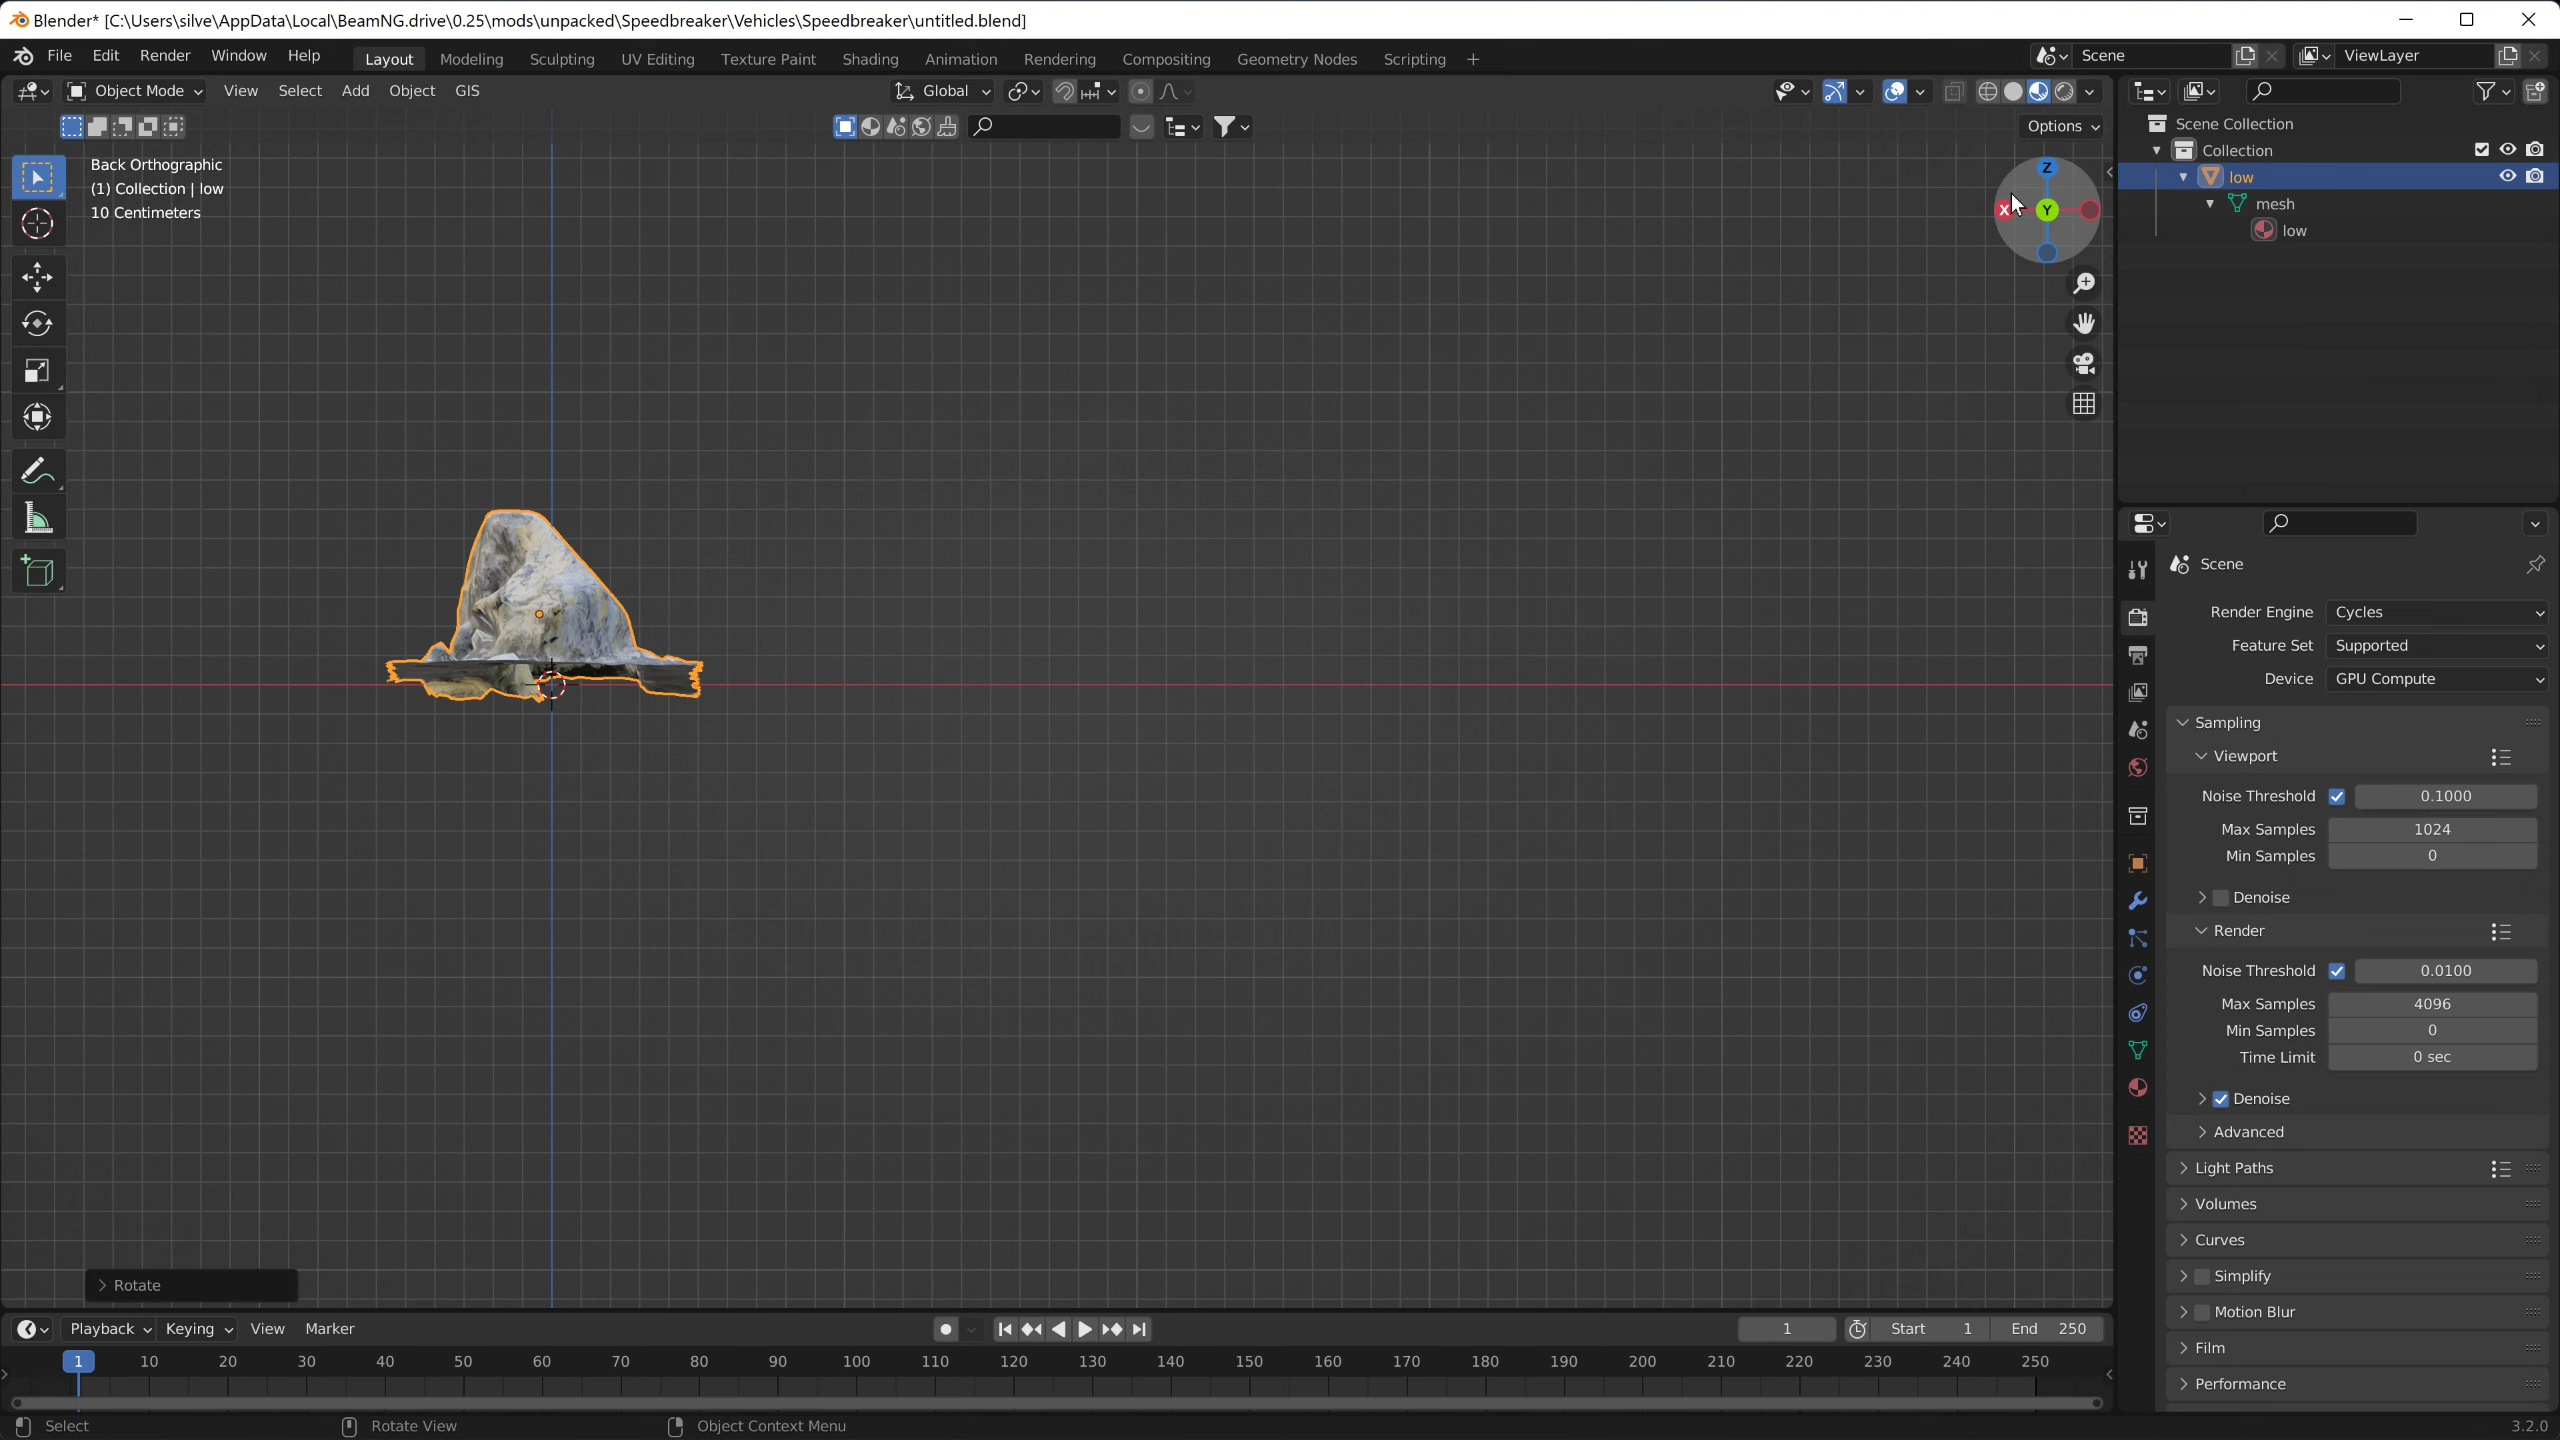 Blender* [C:\Users\silve\AppData\Local\BeamNG.drive\0.25\mods\unpacked\Speedbreaker\Vehicles\Speedbreaker\untitled.blend]
File Edit Render Window Help Layout Modeling Sculpting UV Editing Texture Paint Shading Animation Rendering Compositing Geometry Nodes Scripting + Scene ViewLayer
Object Mode View Select Add Object GIS Global
Options
Back Orthographic
(1) Collection | low
10 Centimeters
Z
X
Y
Scene Collection
Collection
low
mesh
low
Scene
Render Engine Cycles
Feature Set Supported
Device GPU Compute
Sampling
Viewport
Noise Threshold 0.1000
Max Samples 1024
Min Samples 0
Denoise
Render
Noise Threshold 0.0100
Max Samples 4096
Min Samples 0
Time Limit 0 sec
Denoise
Advanced
Light Paths
Volumes
Curves
Simplify
Motion Blur
Film
Performance
Rotate
Playback Keying View Marker 1 Start 1 End 250
1 10 20 30 40 50 60 70 80 90 100 110 120 130 140 150 160 170 180 190 200 210 220 230 240 250
Select Rotate View Object Context Menu 3.2.0